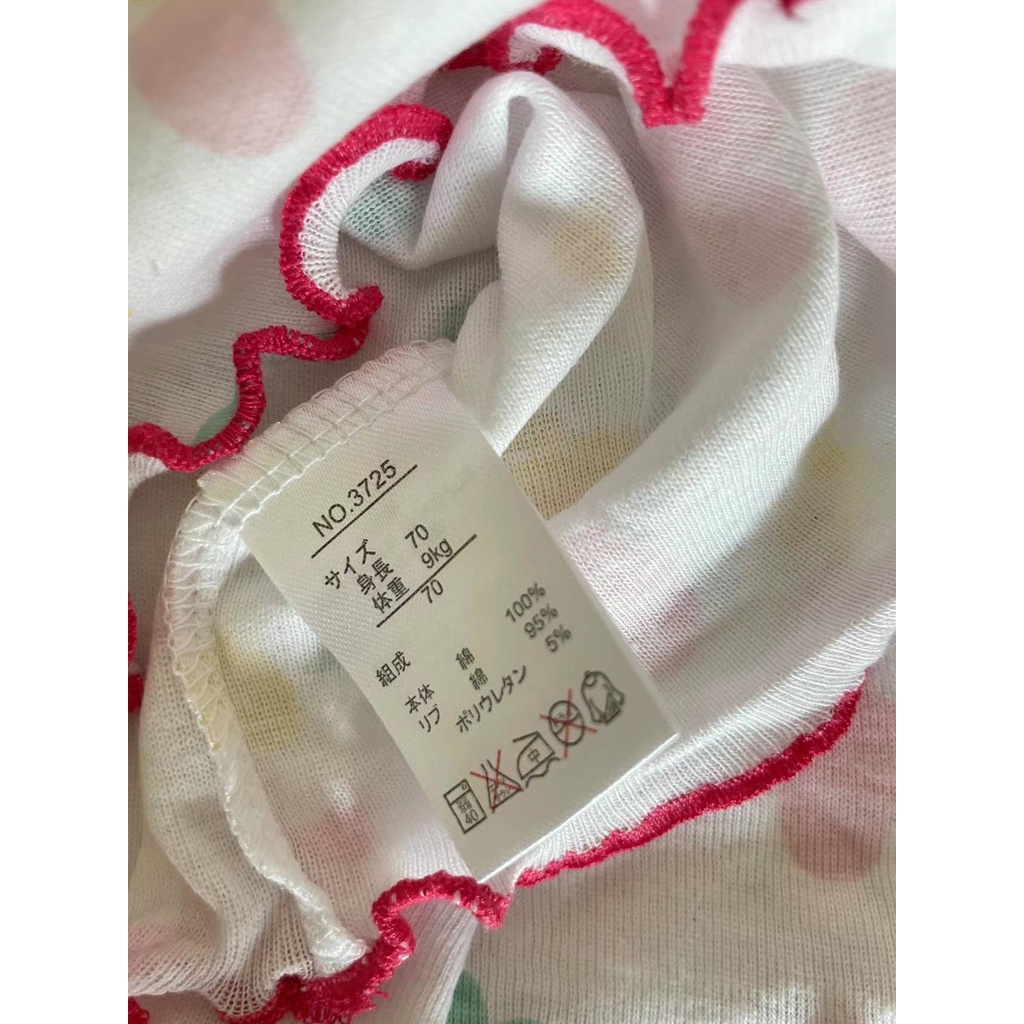 NO.3725
サイズ 70
身長 9kg
体重
70
組成
本体 綿 100%
リブ 綿 95%
ポリウレタン 5%
40 中